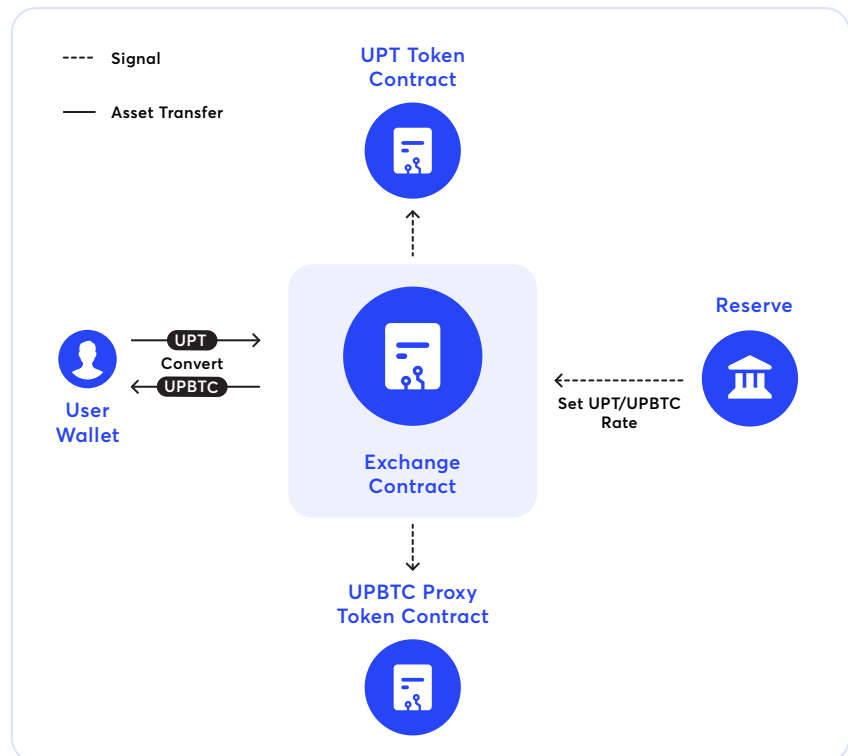 Signal
Asset Transfer
UPT Token
Contract
UPT
Convert
UPBTC
User
Wallet
Exchange
Contract
Reserve
Set UPT/UPBTC
Rate
UPBTC Proxy
Token Contract